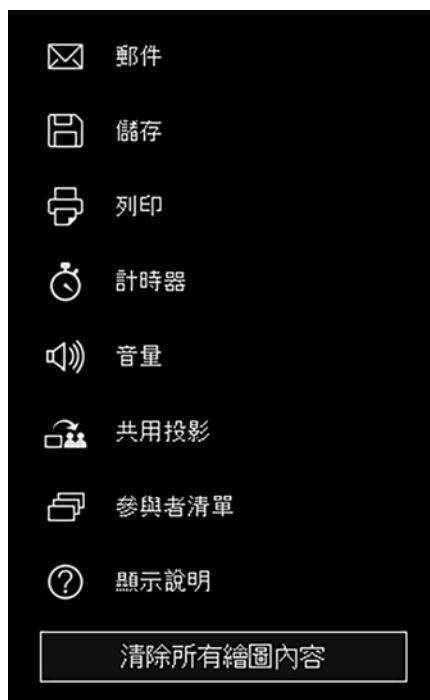 郵件
儲存
列印
計時器
音量
共用投影
參與者清單
顯示說明
清除所有繪圖內容